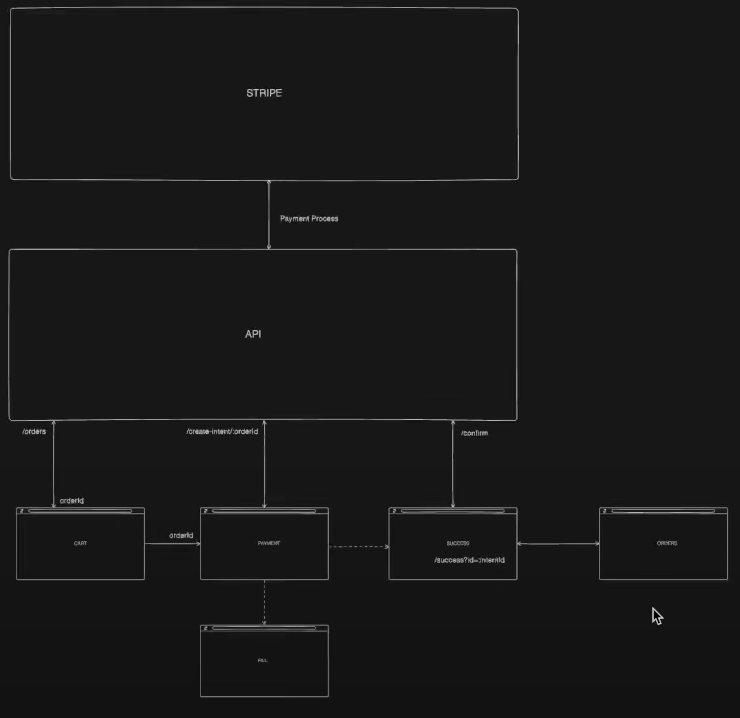 STRIPE
Payment Process
API
/orders
/create-intent/:orderId
/confirm
orderId
CART
orderId
PAYMENT
SUCCESS
/success?id=:intentId
ORDERS
FAIL